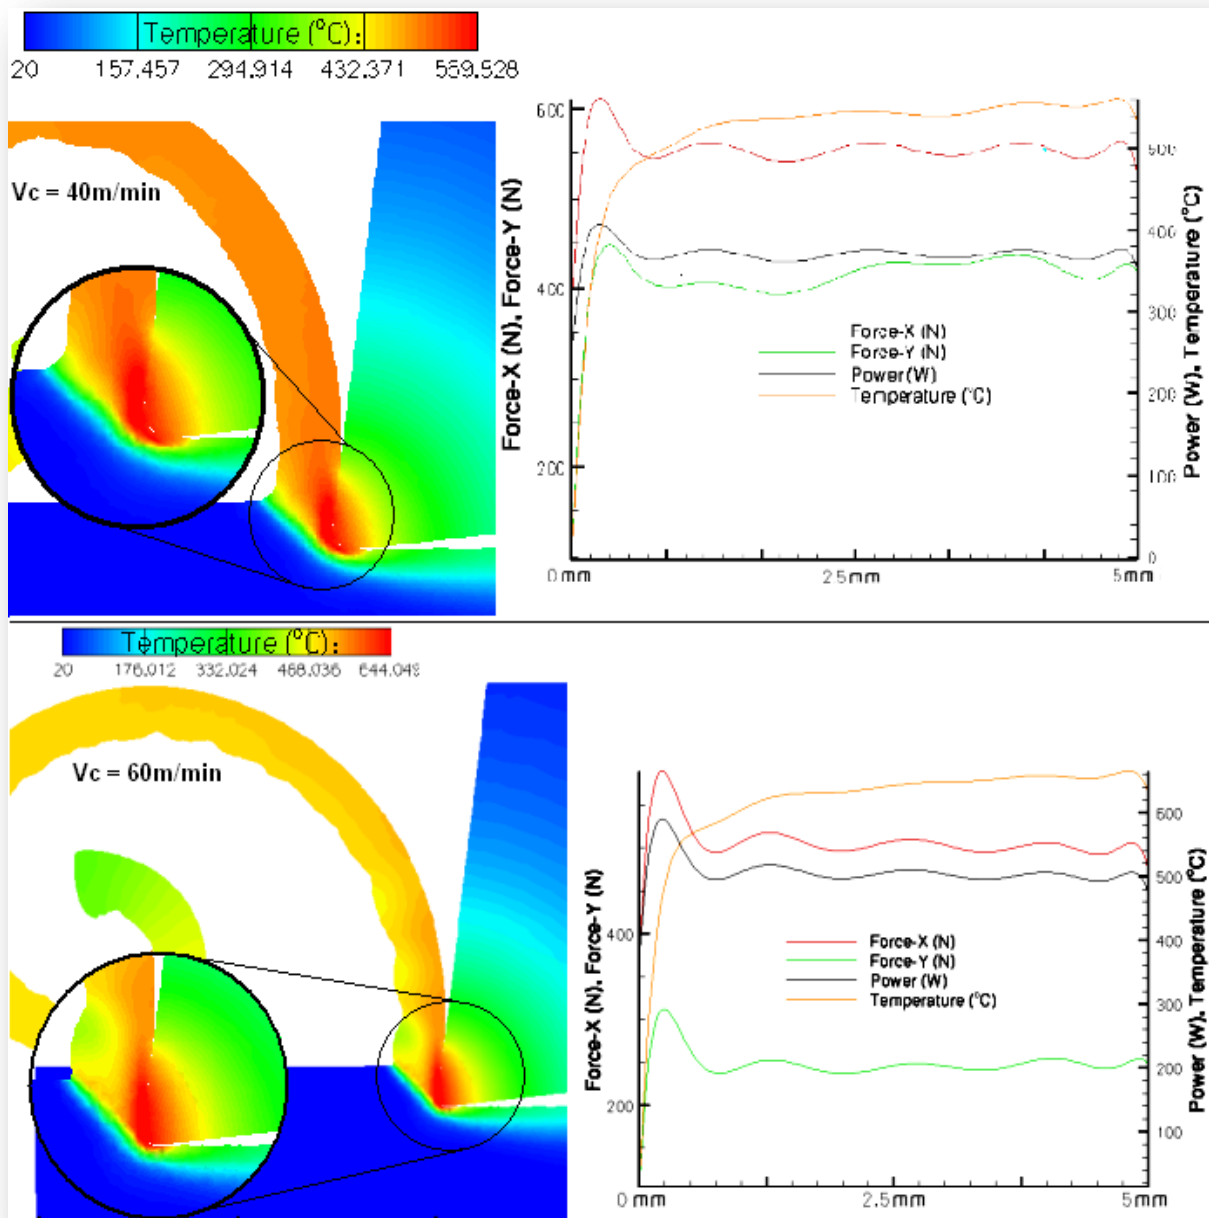 Temperature (°C):
20 157.457 294.914 432.371 569.828
Vc = 40m/min
Force-X (N), Force-Y (N)
600
400
200
500
400
300
200
100
0
Power (W), Temperature (°C)
Force-X (N)
Force-Y (N)
Power (W)
Temperature (°C)
0 mm 2.5mm 5mm
Temperature (°C):
20 176.012 332.024 488.036 644.048
Vc = 60m/min
Force-X (N), Force-Y (N)
400
200
600
500
400
300
200
100
Power (W), Temperature (°C)
Force-X (N)
Force-Y (N)
Power (W)
Temperature (°C)
0 mm 2.5mm 5mm